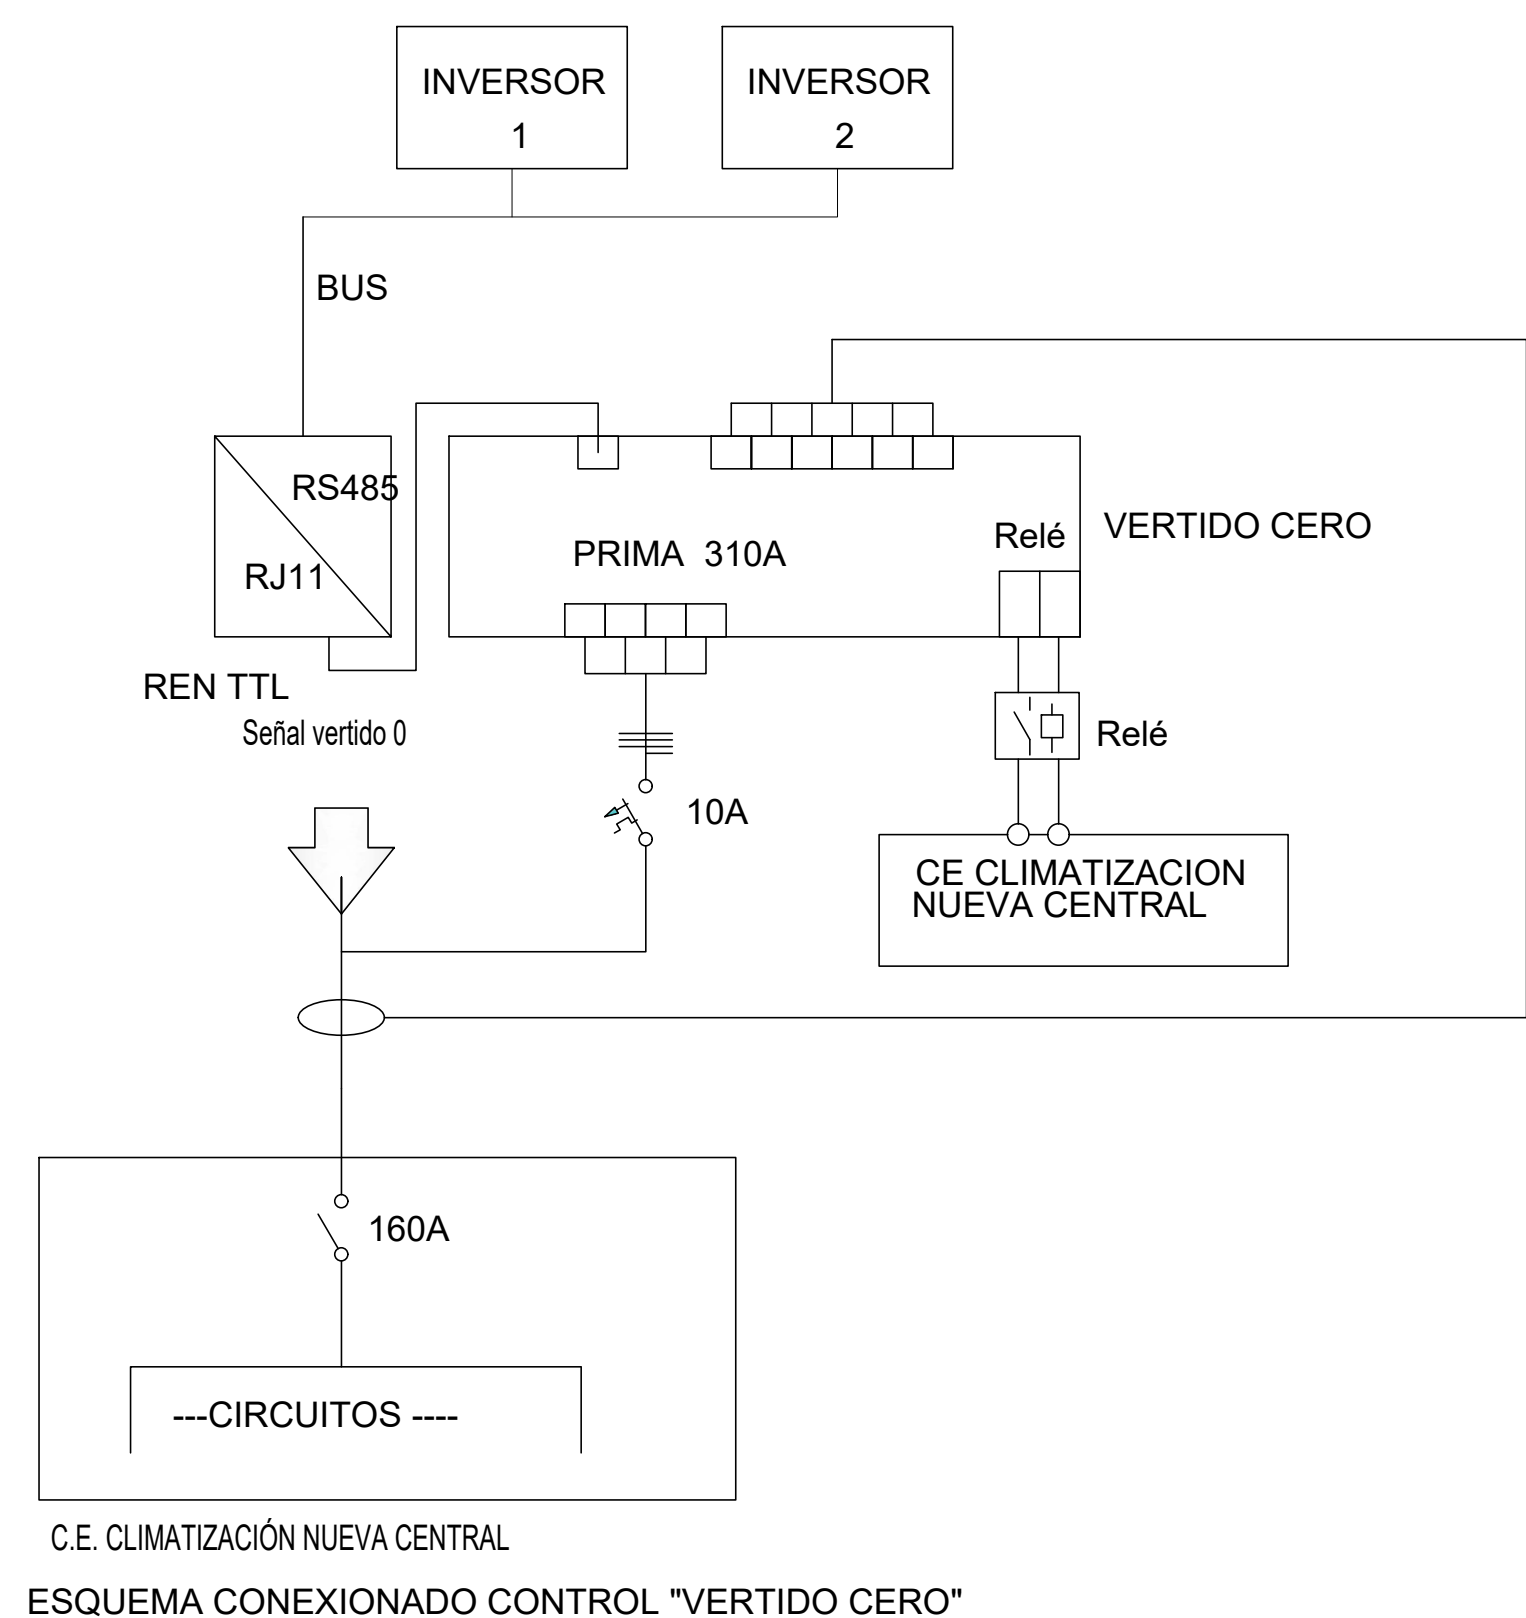 INVERSOR
1
INVERSOR
2
BUS
RS485
RJ11
PRIMA 310A
Relé
VERTIDO CERO
REN TTL
Señal vertido 0
Relé
10A
CE CLIMATIZACION
NUEVA CENTRAL
160A
---CIRCUITOS ----
C.E. CLIMATIZACIÓN NUEVA CENTRAL
ESQUEMA CONEXIONADO CONTROL "VERTIDO CERO"